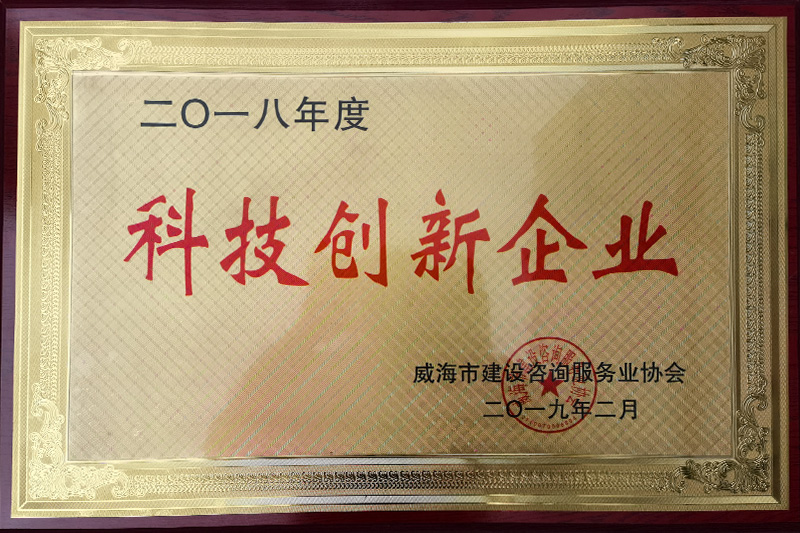 二〇一八年度
科技创新企业
威海市建设咨询服务业协会
二〇一九年二月